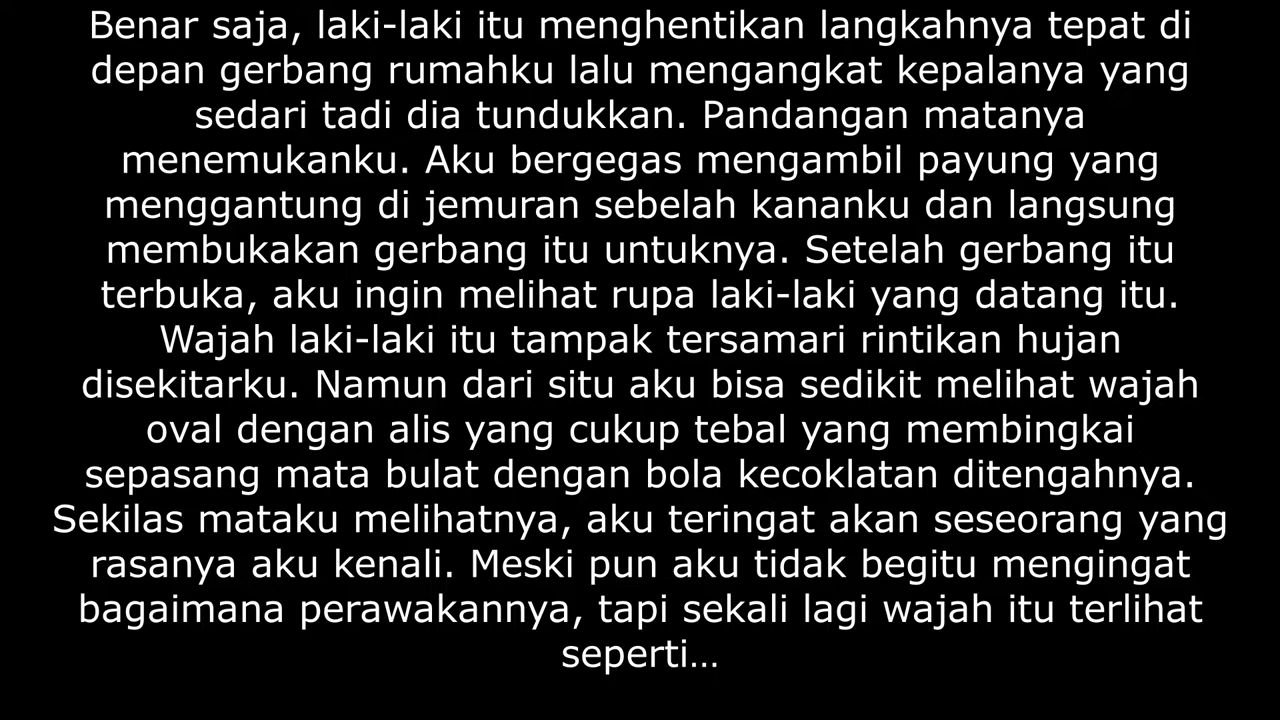 Benar saja, laki-laki itu menghentikan langkahnya tepat di
depan gerbang rumahku lalu mengangkat kepalanya yang
sedari tadi dia tundukkan. Pandangan matanya
menemukanku. Aku bergegas mengambil payung yang
menggantung di jemuran sebelah kananku dan langsung
membukakan gerbang itu untuknya. Setelah gerbang itu
terbuka, aku ingin melihat rupa laki-laki yang datang itu.
Wajah laki-laki itu tampak tersamari rintikan hujan
disekitarku. Namun dari situ aku bisa sedikit melihat wajah
oval dengan alis yang cukup tebal yang membingkai
sepasang mata bulat dengan bola kecoklatan ditengahnya.
Sekilas mataku melihatnya, aku teringat akan seseorang yang
rasanya aku kenali. Meski pun aku tidak begitu mengingat
bagaimana perawakannya, tapi sekali lagi wajah itu terlihat
seperti…